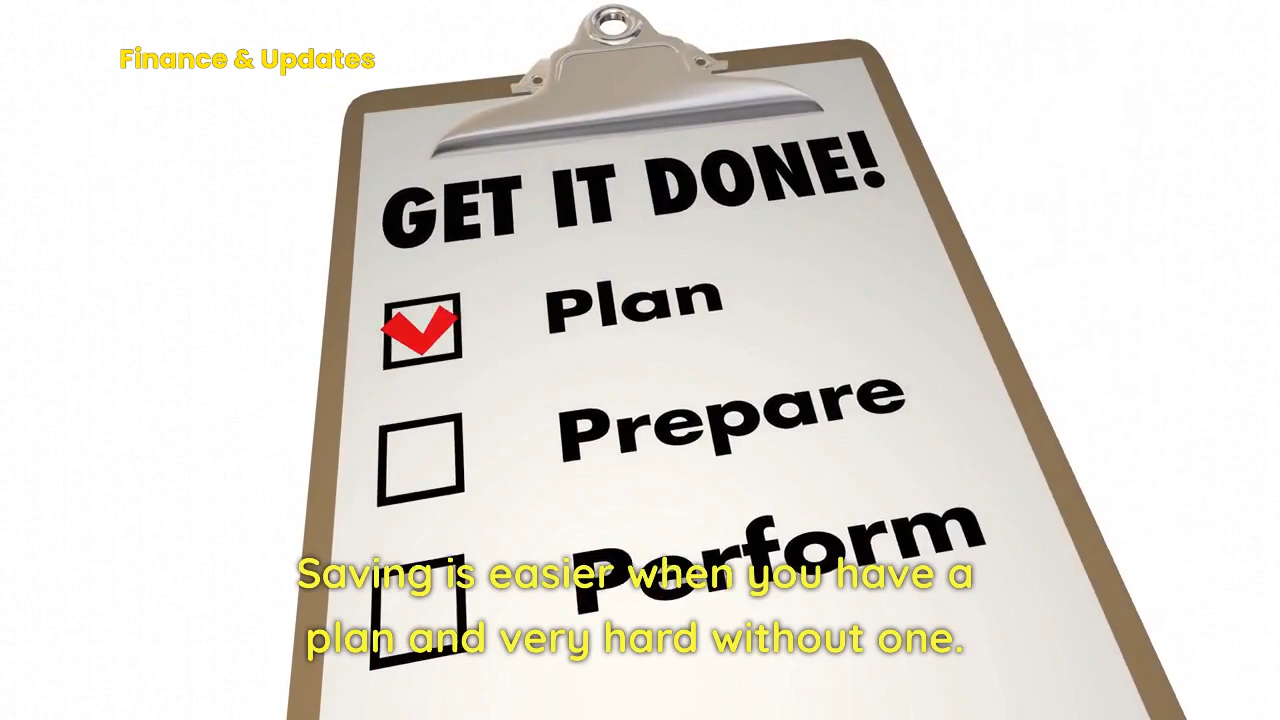 Finance & Updates
GET IT DONE!
Plan
Prepare
Perform
Saving is easier when you have a
plan and very hard without one.